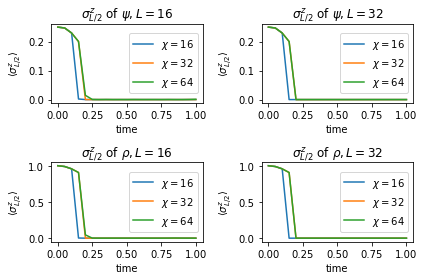 σ^z_{L/2} of ψ, L = 16
⟨σ^z_{L/2}⟩
0.2
0.1
0.0
χ = 16
χ = 32
χ = 64
0.00 0.25 0.50 0.75 1.00
time
σ^z_{L/2} of ψ, L = 32
⟨σ^z_{L/2}⟩
0.2
0.1
0.0
χ = 16
χ = 32
χ = 64
0.00 0.25 0.50 0.75 1.00
time
σ^z_{L/2} of ρ, L = 16
⟨σ^z_{L/2}⟩
1.0
0.5
0.0
χ = 16
χ = 32
χ = 64
0.00 0.25 0.50 0.75 1.00
time
σ^z_{L/2} of ρ, L = 32
⟨σ^z_{L/2}⟩
1.0
0.5
0.0
χ = 16
χ = 32
χ = 64
0.00 0.25 0.50 0.75 1.00
time